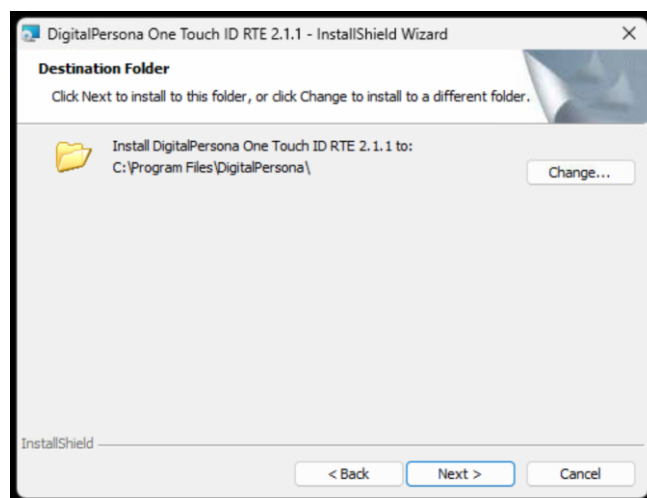 DigitalPersona One Touch ID RTE 2.1.1 - InstallShield Wizard
Destination Folder
Click Next to install to this folder, or click Change to install to a different folder.
Install DigitalPersona One Touch ID RTE 2.1.1 to:
C:\Program Files\DigitalPersona\
Change...
InstallShield
< Back
Next >
Cancel